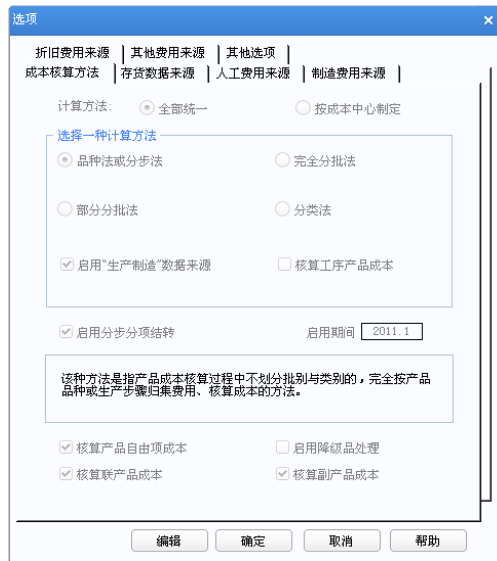 选项
折旧费用来源 其他费用来源 其他选项
成本核算方法 存货数据来源 人工费用来源 制造费用来源
计算方法: 全部统一 按成本中心制定
选择一种计算方法
品种法或分步法 完全分批法
部分分批法 分类法
启用"生产制造"数据来源 核算工序产品成本
启用分步分项结转 启用期间 2011.1
该种方法是指产品成本核算过程中不划分批别与类别的，完全按产品
品种或生产步骤归集费用、核算成本的方法。
核算产品自由项成本 启用降级品处理
核算联产品成本 核算副产品成本
编辑 确定 取消 帮助